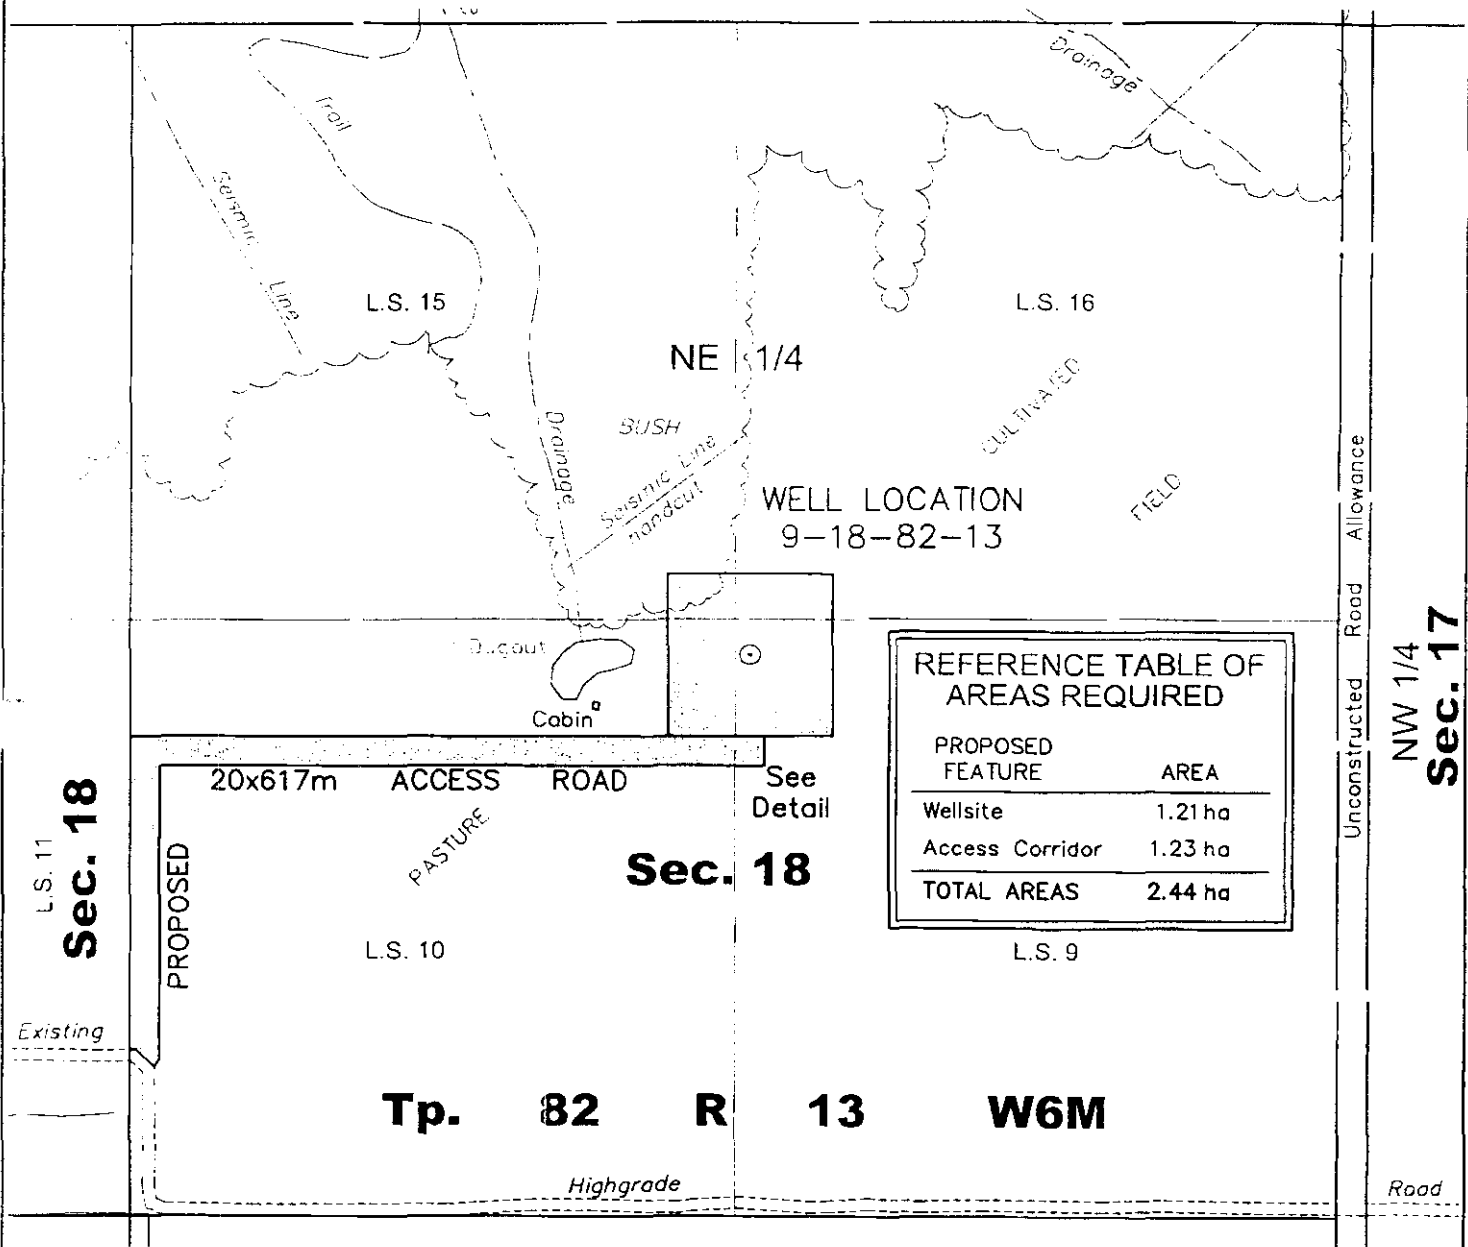 Drainage
Trail
Seismic
Line
L.S. 15
L.S. 16
NE 1/4
CULTIVATED
FIELD
BUSH
Drainage
Seismic Line
handcut
WELL LOCATION
9-18-82-13
Unconstructed Road Allowance
NW 1/4
Sec. 17
Dugout
Cabin
REFERENCE TABLE OF
AREAS REQUIRED
PROPOSED
FEATURE AREA
Wellsite 1.21 ha
Access Corridor 1.23 ha
TOTAL AREAS 2.44 ha
20x617m ACCESS ROAD
See
Detail
PASTURE
L.S. 11
Sec. 18
PROPOSED
Sec. 18
L.S. 10
L.S. 9
Existing
Tp. 82 R 13 W6M
Highgrade
Road